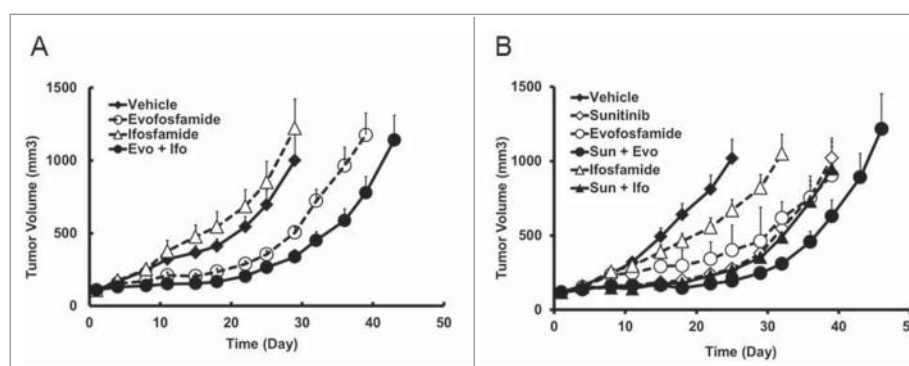 A
1500
1000
500
0
Tumor Volume (mm3)
Vehicle
Evofosfamide
Ifosfamide
Evo + Ifo
0 10 20 30 40 50
Time (Day)
B
1500
1000
500
0
Tumor Volume (mm3)
Vehicle
Sunitinib
Evofosfamide
Sun + Evo
Ifosfamide
Sun + Ifo
0 10 20 30 40 50
Time (Day)